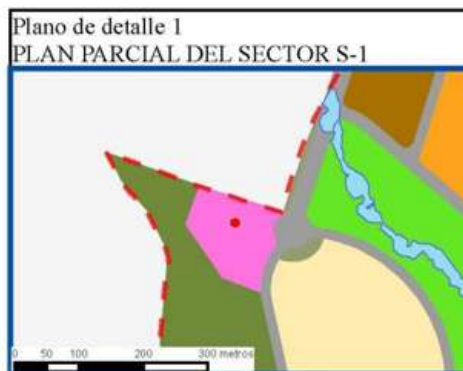 Plano de detalle 1
PLAN PARCIAL DEL SECTOR S-1
0 50 100 200 300 metros